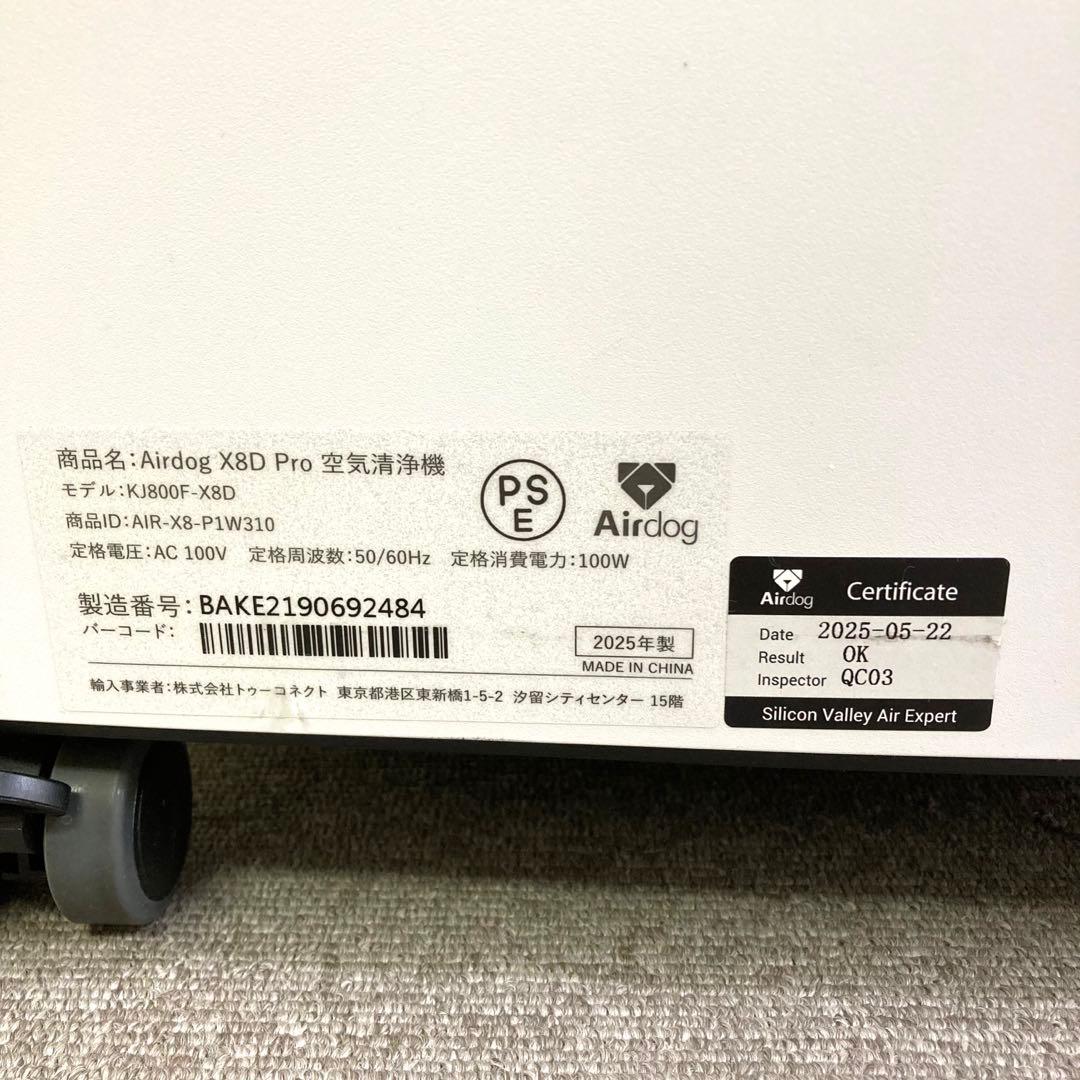 商品名:Airdog X8D Pro 空気清浄機
モデル:KJ800F-X8D
商品ID:AIR-X8-P1W310
定格電圧:AC 100V 定格周波数:50/60Hz 定格消費電力:100W
PS
E
Airdog
製造番号:BAKE2190692484
バーコード:
2025年製
MADE IN CHINA
輸入事業者:株式会社トゥーコネクト 東京都港区東新橋1-5-2 汐留シティセンター 15階
Airdog Certificate
Date 2025-05-22
Result OK
Inspector QC03
Silicon Valley Air Expert